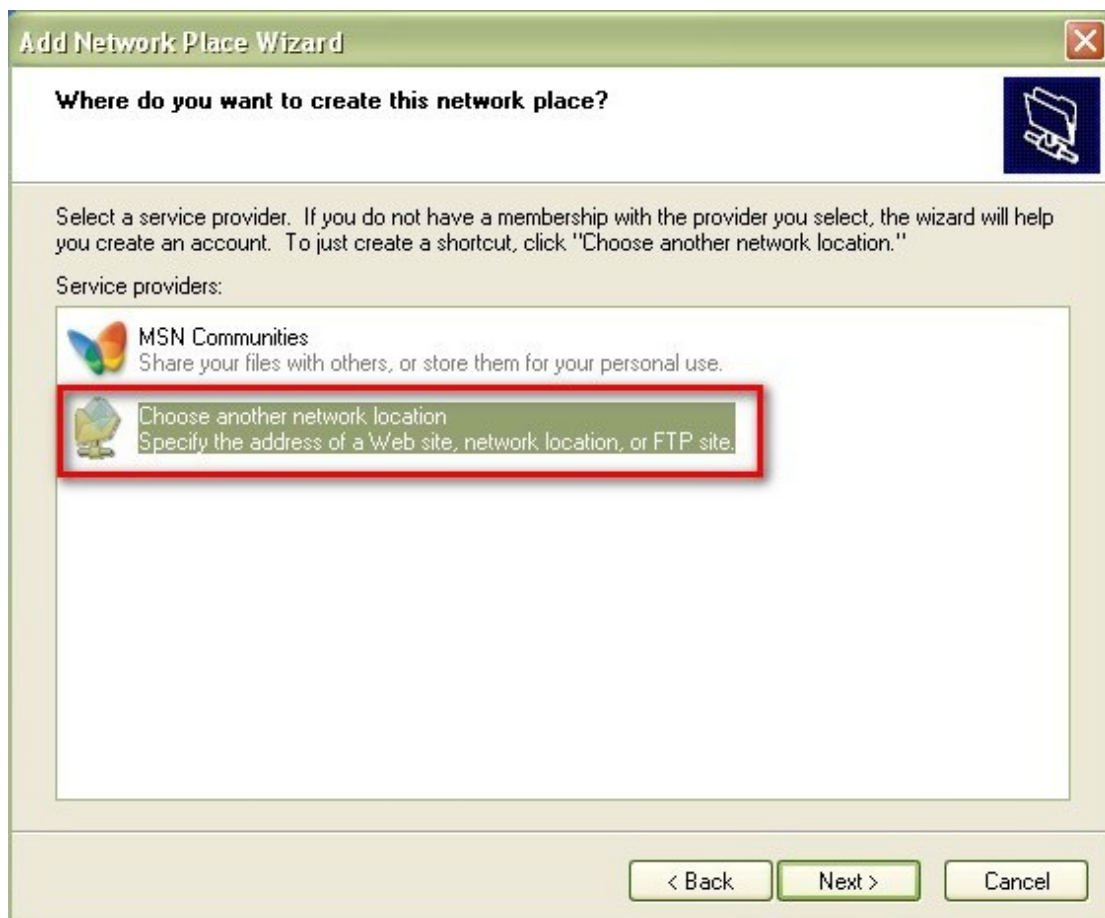 Add Network Place Wizard
Where do you want to create this network place?
Select a service provider. If you do not have a membership with the provider you select, the wizard will help
you create an account. To just create a shortcut, click "Choose another network location."
Service providers:
MSN Communities
Share your files with others, or store them for your personal use.
Choose another network location
Specify the address of a Web site, network location, or FTP site.
< Back Next > Cancel